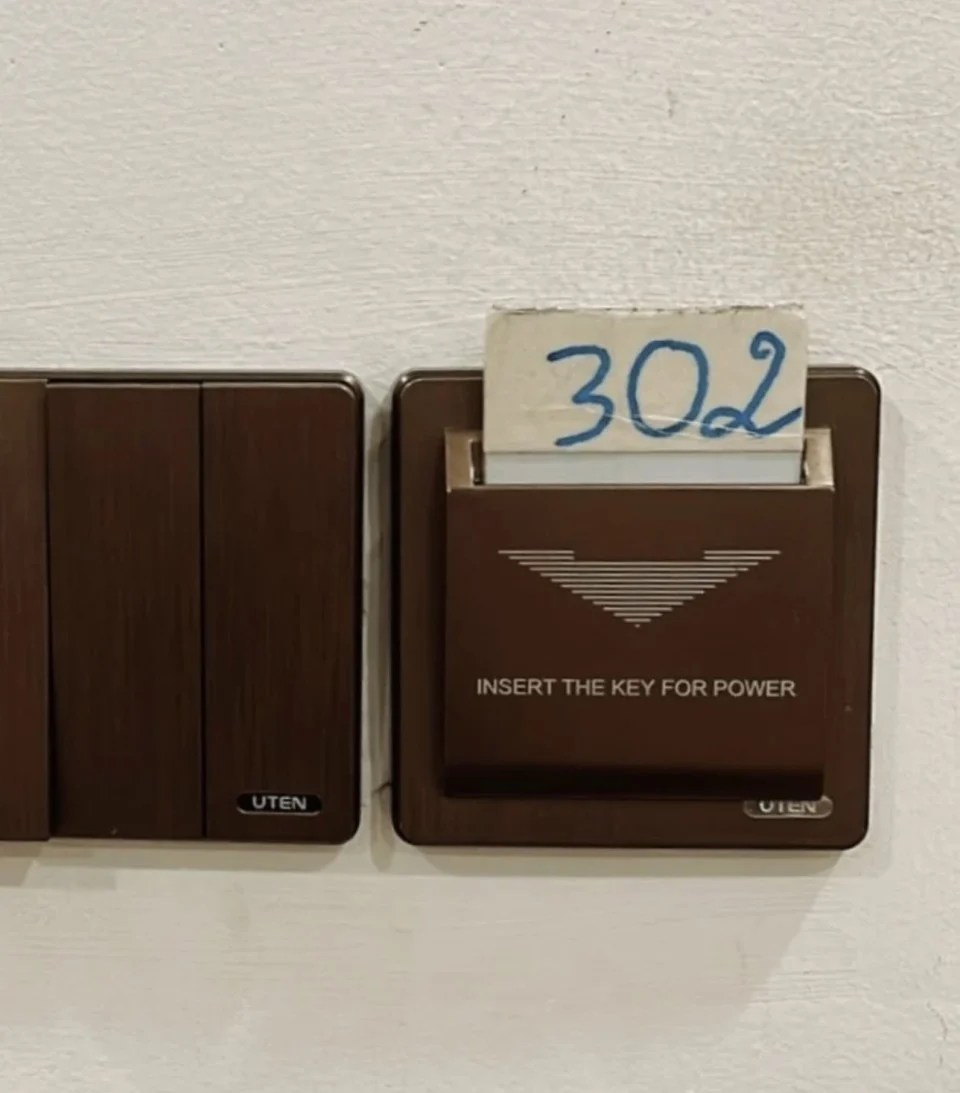 302
INSERT THE KEY FOR POWER
UTEN
UTEN